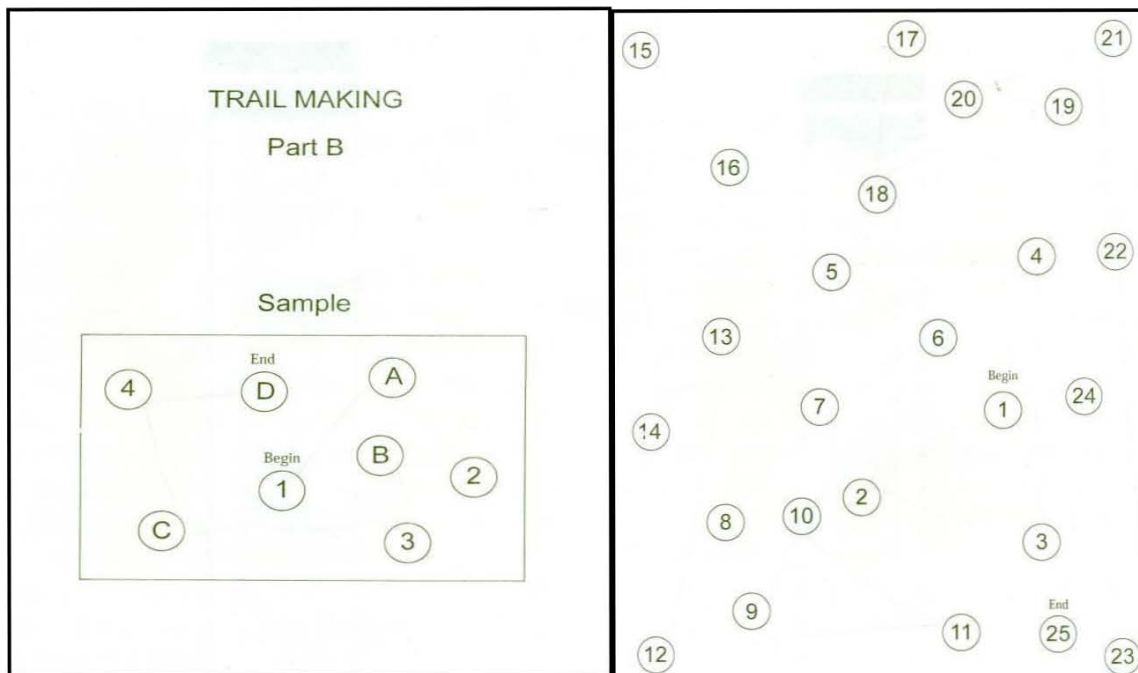 TRAIL MAKING
Part B
Sample
End
4 D A
Begin
B
1 2
C 3
15 17 21
20 19
16
18
5 4 22
13 6
Begin
7 1 24
14
2
8 10
3
9 End
11 25
12 23